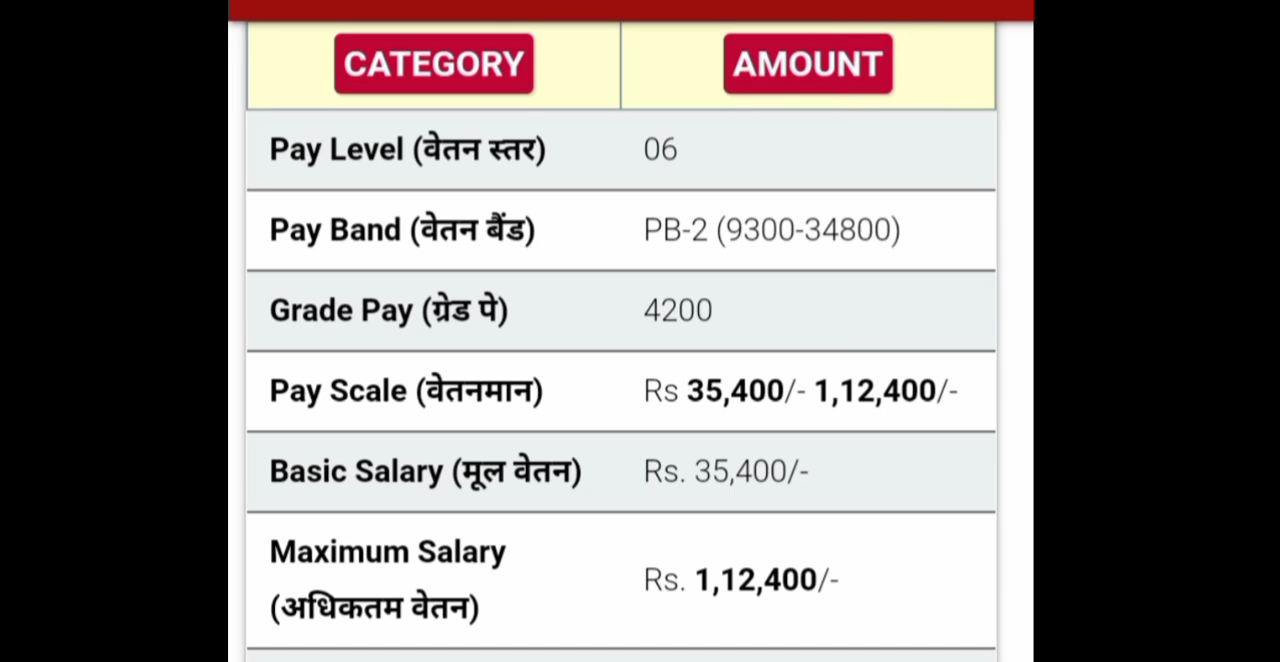 CATEGORY AMOUNT
Pay Level (वेतन स्तर) 06
Pay Band (वेतन बैंड) PB-2 (9300-34800)
Grade Pay (ग्रेड पे) 4200
Pay Scale (वेतनमान) Rs 35,400/- 1,12,400/-
Basic Salary (मूल वेतन) Rs. 35,400/-
Maximum Salary
(अधिकतम वेतन) Rs. 1,12,400/-